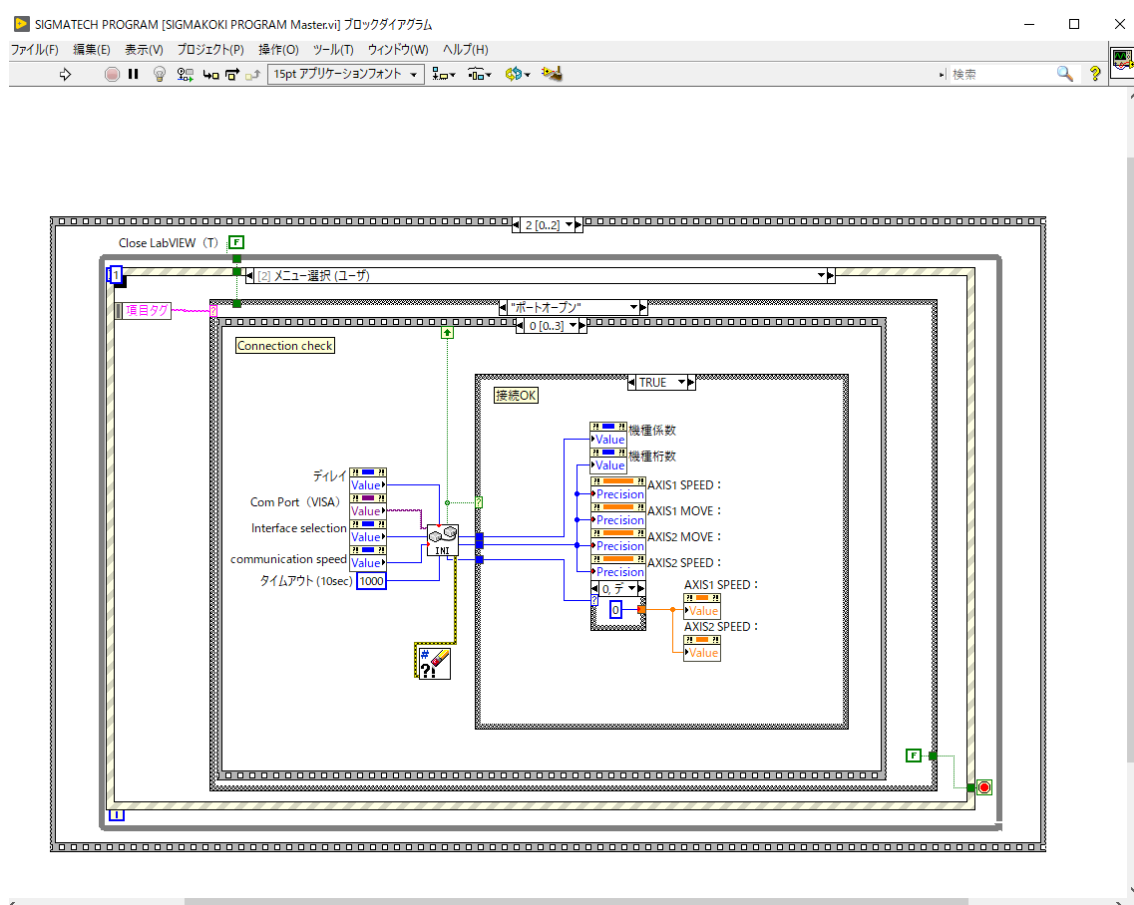 SIGMATECH PROGRAM [SIGMAKOKI PROGRAM Master.vi] ブロックダイアグラム
ファイル(F) 編集(E) 表示(V) プロジェクト(P) 操作(O) ツール(T) ウィンドウ(W) ヘルプ(H)
15pt アプリケーションフォント
検索
2 [0..2]
Close LabVIEW（T） F
1
[2] メニュー選択 (ユーザ)
項目タグ
"ポートオープン"
0 [0..3]
Connection check
TRUE
接続OK
Value 機種係数
Value 機種桁数
ディレイ Value
Com Port（VISA） Value
Interface selection Value
communication speed Value
タイムアウト (10sec) 1000
INI
Precision AXIS1 SPEED：
Precision AXIS1 MOVE：
Precision AXIS2 MOVE：
Precision AXIS2 SPEED：
0, デ
0
AXIS1 SPEED：
Value
AXIS2 SPEED：
Value
#
?!
F
i